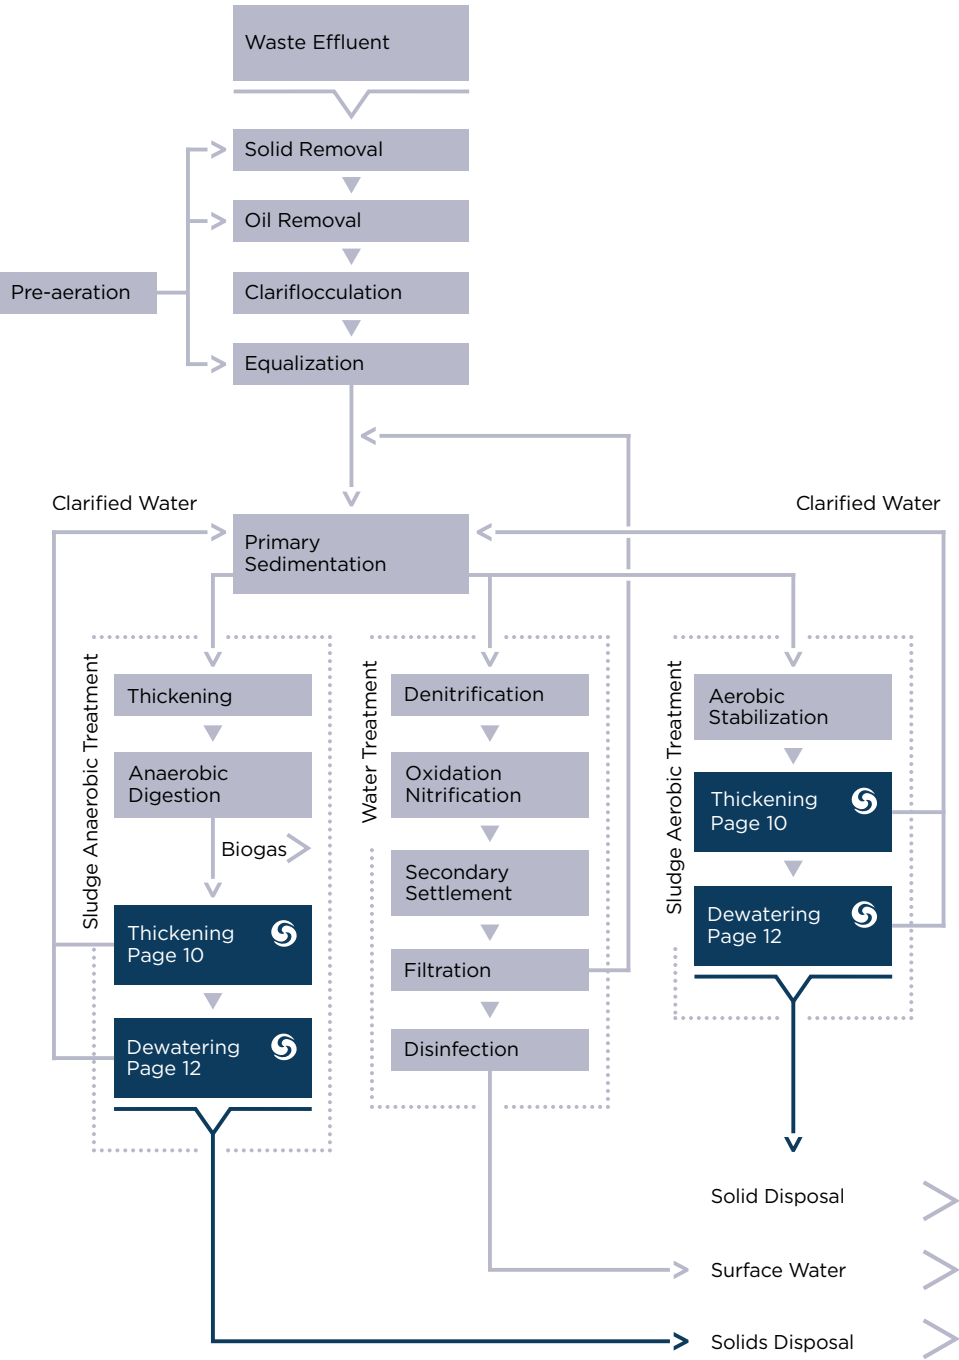 Waste Effluent
Solid Removal
Oil Removal
Pre-aeration
Clariflocculation
Equalization
Clarified Water
Clarified Water
Primary
Sedimentation
Sludge Anaerobic Treatment
Thickening
Anaerobic
Digestion
Biogas
Thickening
Page 10
Dewatering
Page 12
Water Treatment
Denitrification
Oxidation
Nitrification
Secondary
Settlement
Filtration
Disinfection
Sludge Aerobic Treatment
Aerobic
Stabilization
Thickening
Page 10
Dewatering
Page 12
Solid Disposal
Surface Water
Solids Disposal